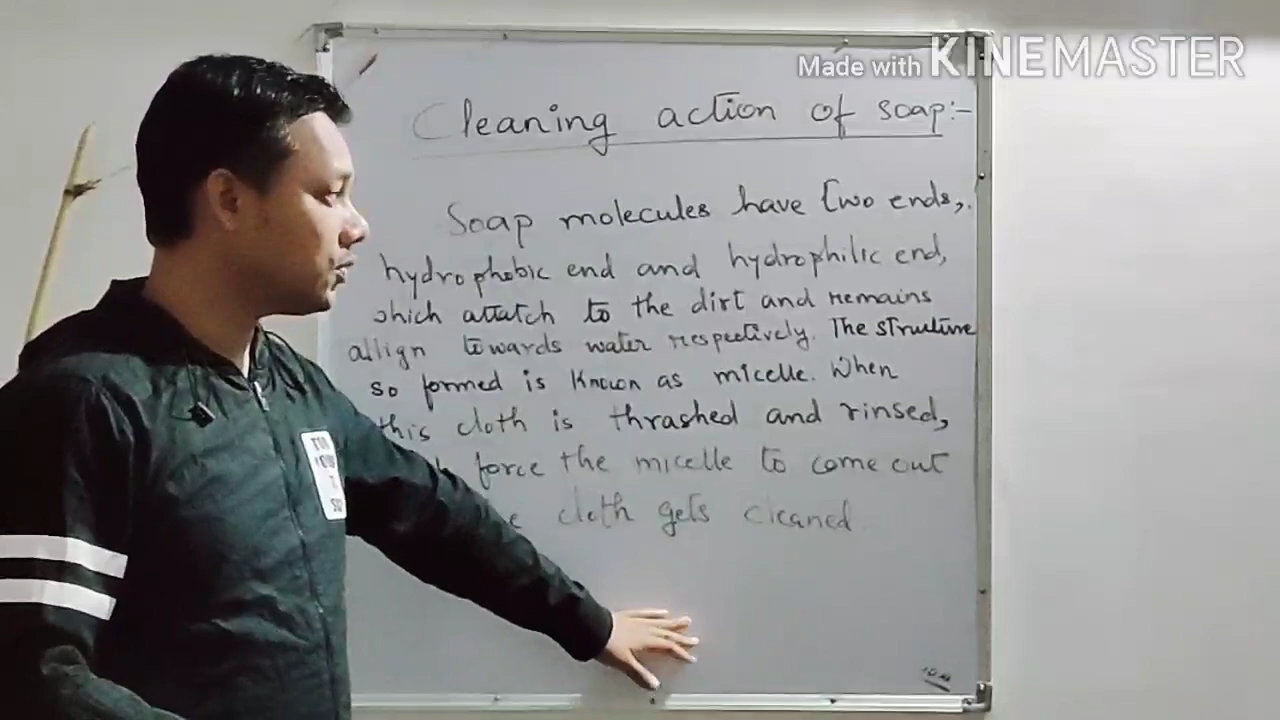 Made with KINEMASTER
Cleaning action of soap:-
Soap molecules have two ends,
hydrophobic end and hydrophilic end,
which attatch to the dirt and remains
allign towards water respectively. The structure
so formed is known as micelle. When
this cloth is thrashed and rinsed,
force the micelle to come out
cloth gets cleaned